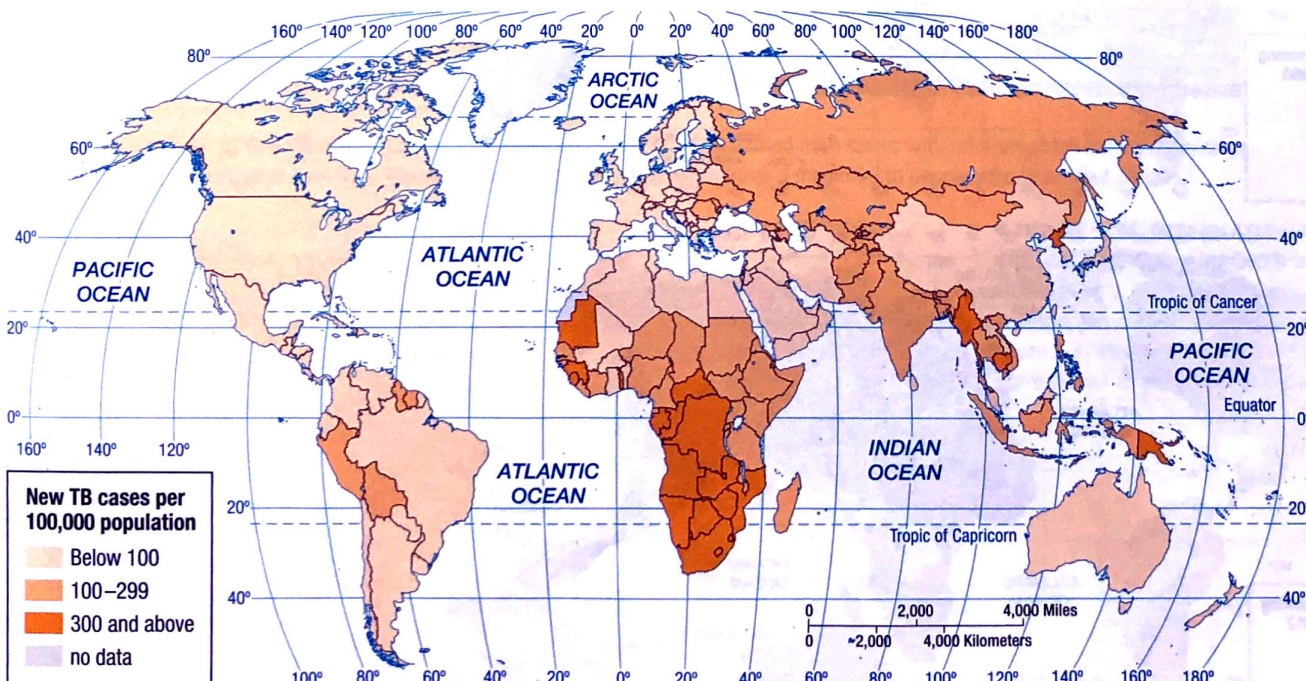 160° 140° 120° 100° 80° 60° 40° 20° 0° 20° 40° 60° 80° 100° 120° 140° 160° 180°
80° 80°
ARCTIC
OCEAN
60° 60°
40° 40°
PACIFIC
OCEAN
ATLANTIC
OCEAN
Tropic of Cancer
20° 20°
PACIFIC
OCEAN
Equator
0° 0°
160° 140° 120°
INDIAN
OCEAN
ATLANTIC
OCEAN
20° 20
Tropic of Capricorn
40° 40°
0 2,000 4,000 Miles
0 2,000 4,000 Kilometers
100° 80° 60° 40° 20° 0° 20° 40° 60° 80° 100° 120° 140° 160° 180°
New TB cases per
100,000 population
Below 100
100–299
300 and above
no data